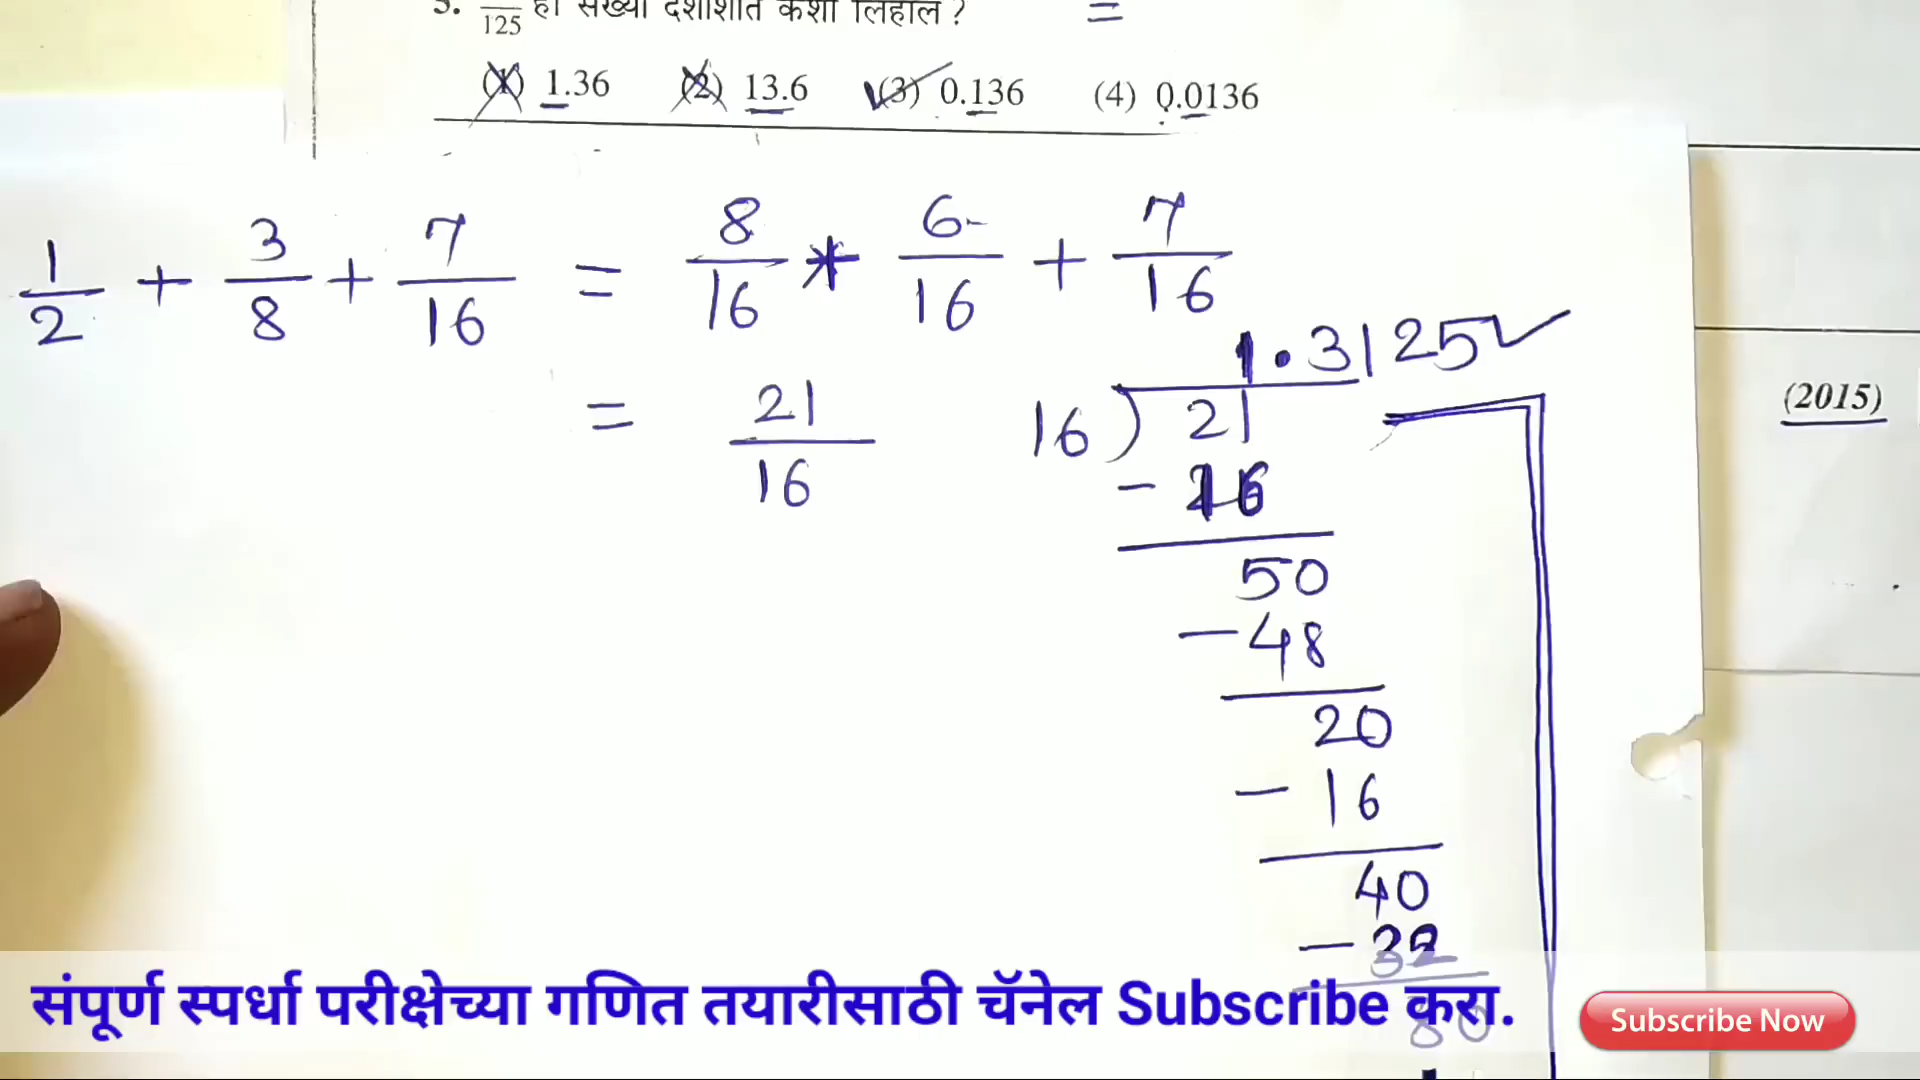 5. 125 ही संख्या दशांशात कशी लिहाल ?
(1) 1.36 (2) 13.6 (3) 0.136 (4) 0.0136
1/2 + 3/8 + 7/16 = 8/16 + 6/16 + 7/16
1.3125
= 21/16 16) 21
(2015)
- 16
50
- 48
20
- 16
40
- 32
80
संपूर्ण स्पर्धा परीक्षेच्या गणित तयारीसाठी चॅनेल Subscribe करा.
Subscribe Now